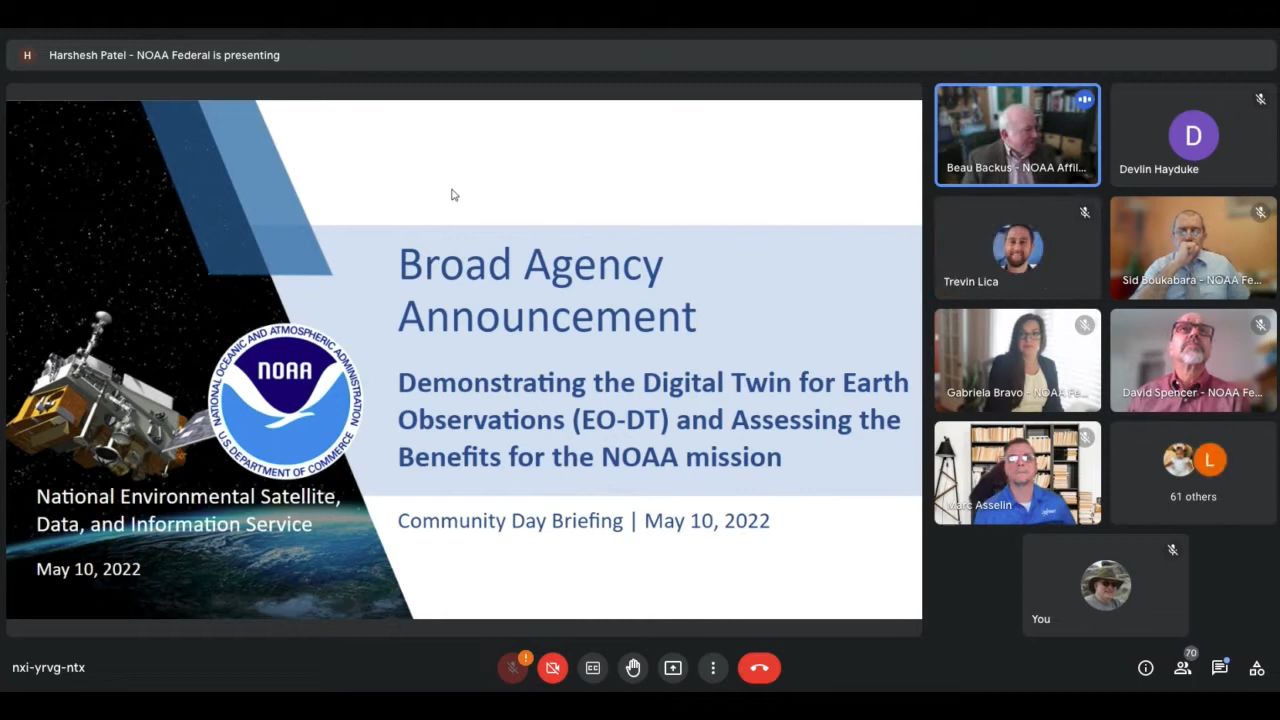 H Harshesh Patel - NOAA Federal is presenting
Broad Agency
Announcement
Demonstrating the Digital Twin for Earth
Observations (EO-DT) and Assessing the
Benefits for the NOAA mission
Community Day Briefing | May 10, 2022
NATIONAL OCEANIC AND ATMOSPHERIC ADMINISTRATION
NOAA
U.S. DEPARTMENT OF COMMERCE
National Environmental Satellite,
Data, and Information Service
May 10, 2022
Beau Backus - NOAA Affil...
D
Devlin Hayduke
Trevin Lica
Sid Boukabara - NOAA Fe...
Gabriela Bravo - NOAA Fe...
David Spencer - NOAA Fe...
Marc Asselin
L
61 others
You
nxi-yrvg-ntx
!
CC
70